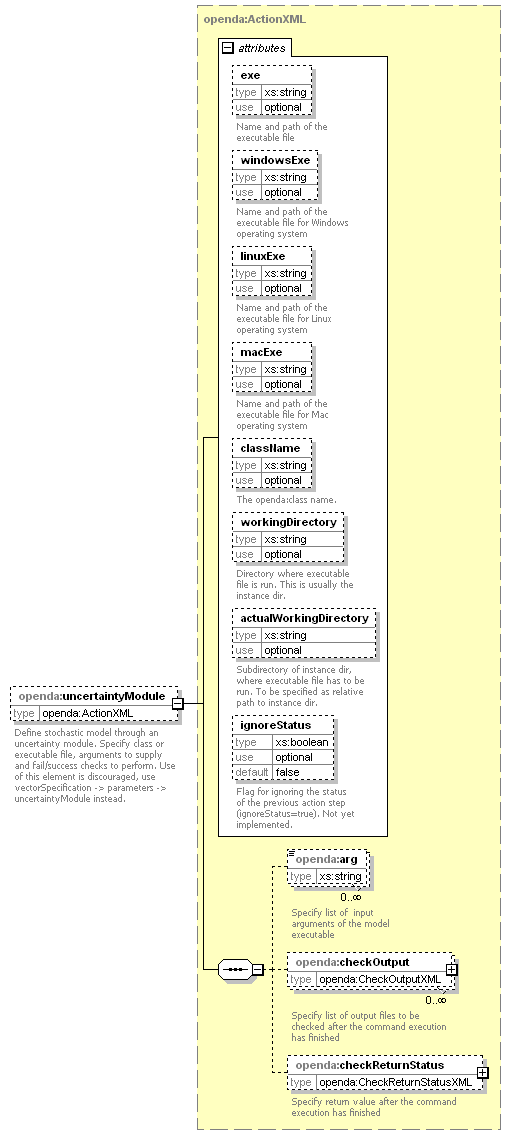 openda:ActionXML
attributes
exe
type xs:string
use optional
Name and path of the
executable file
windowsExe
type xs:string
use optional
Name and path of the
executable file for Windows
operating system
linuxExe
type xs:string
use optional
Name and path of the
executable file for Linux
operating system
macExe
type xs:string
use optional
Name and path of the
executable file for Mac
operating system
className
type xs:string
use optional
The openda:class name.
workingDirectory
type xs:string
use optional
Directory where executable
file is run. This is usually the
instance dir.
actualWorkingDirectory
type xs:string
use optional
Subdirectory of instance dir,
where executable file has to be
run. To be specified as relative
path to instance dir.
ignoreStatus
type xs:boolean
use optional
default false
Flag for ignoring the status
of the previous action step
(ignoreStatus=true). Not yet
implemented.
openda:uncertaintyModule
type openda:ActionXML
Define stochastic model through an
uncertainty module. Specify class or
executable file, arguments to supply
and fail/success checks to perform. Use
of this element is discouraged, use
vectorSpecification -> parameters ->
uncertaintyModule instead.
openda:arg
type xs:string
0..∞
Specify list of input
arguments of the model
executable
openda:checkOutput
type openda:CheckOutputXML
0..∞
Specify list of output files to be
checked after the command execution
has finished
openda:checkReturnStatus
type openda:CheckReturnStatusXML
Specify return value after the command
execution has finished